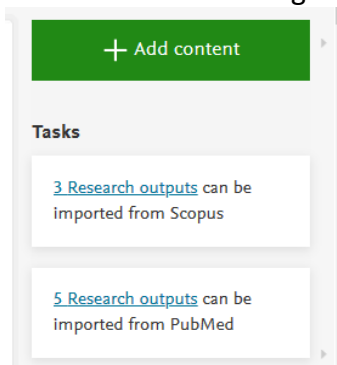 + Add content
Tasks
3 Research outputs can be
imported from Scopus
5 Research outputs can be
imported from PubMed